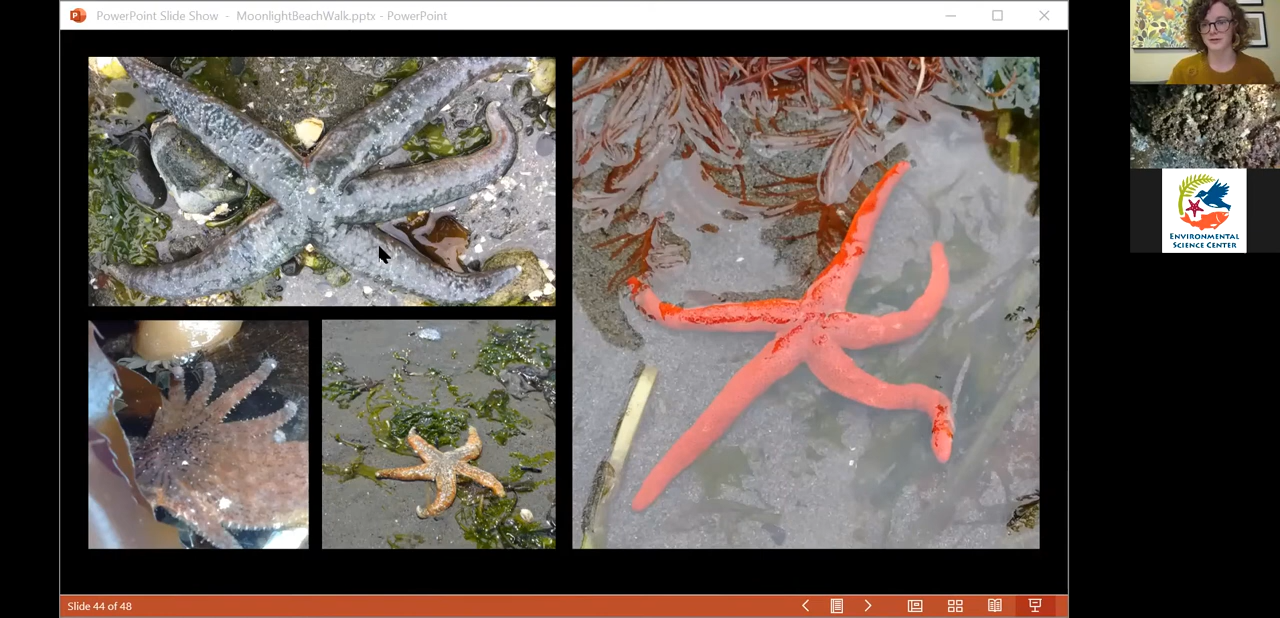 PowerPoint Slide Show - MoonlightBeachWalk.pptx - PowerPoint
ENVIRONMENTAL
SCIENCE CENTER
Slide 44 of 48